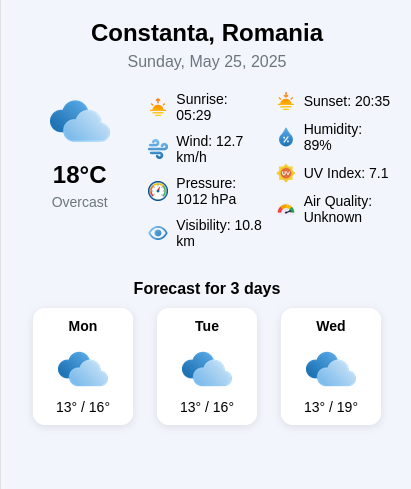 Constanta, Romania
Sunday, May 25, 2025
18°C
Overcast
Sunrise:
05:29
Wind: 12.7
km/h
Pressure:
1012 hPa
Visibility: 10.8
km
Sunset: 20:35
Humidity:
89%
UV
UV Index: 7.1
Air Quality:
Unknown
Forecast for 3 days
Mon
13° / 16°
Tue
13° / 16°
Wed
13° / 19°